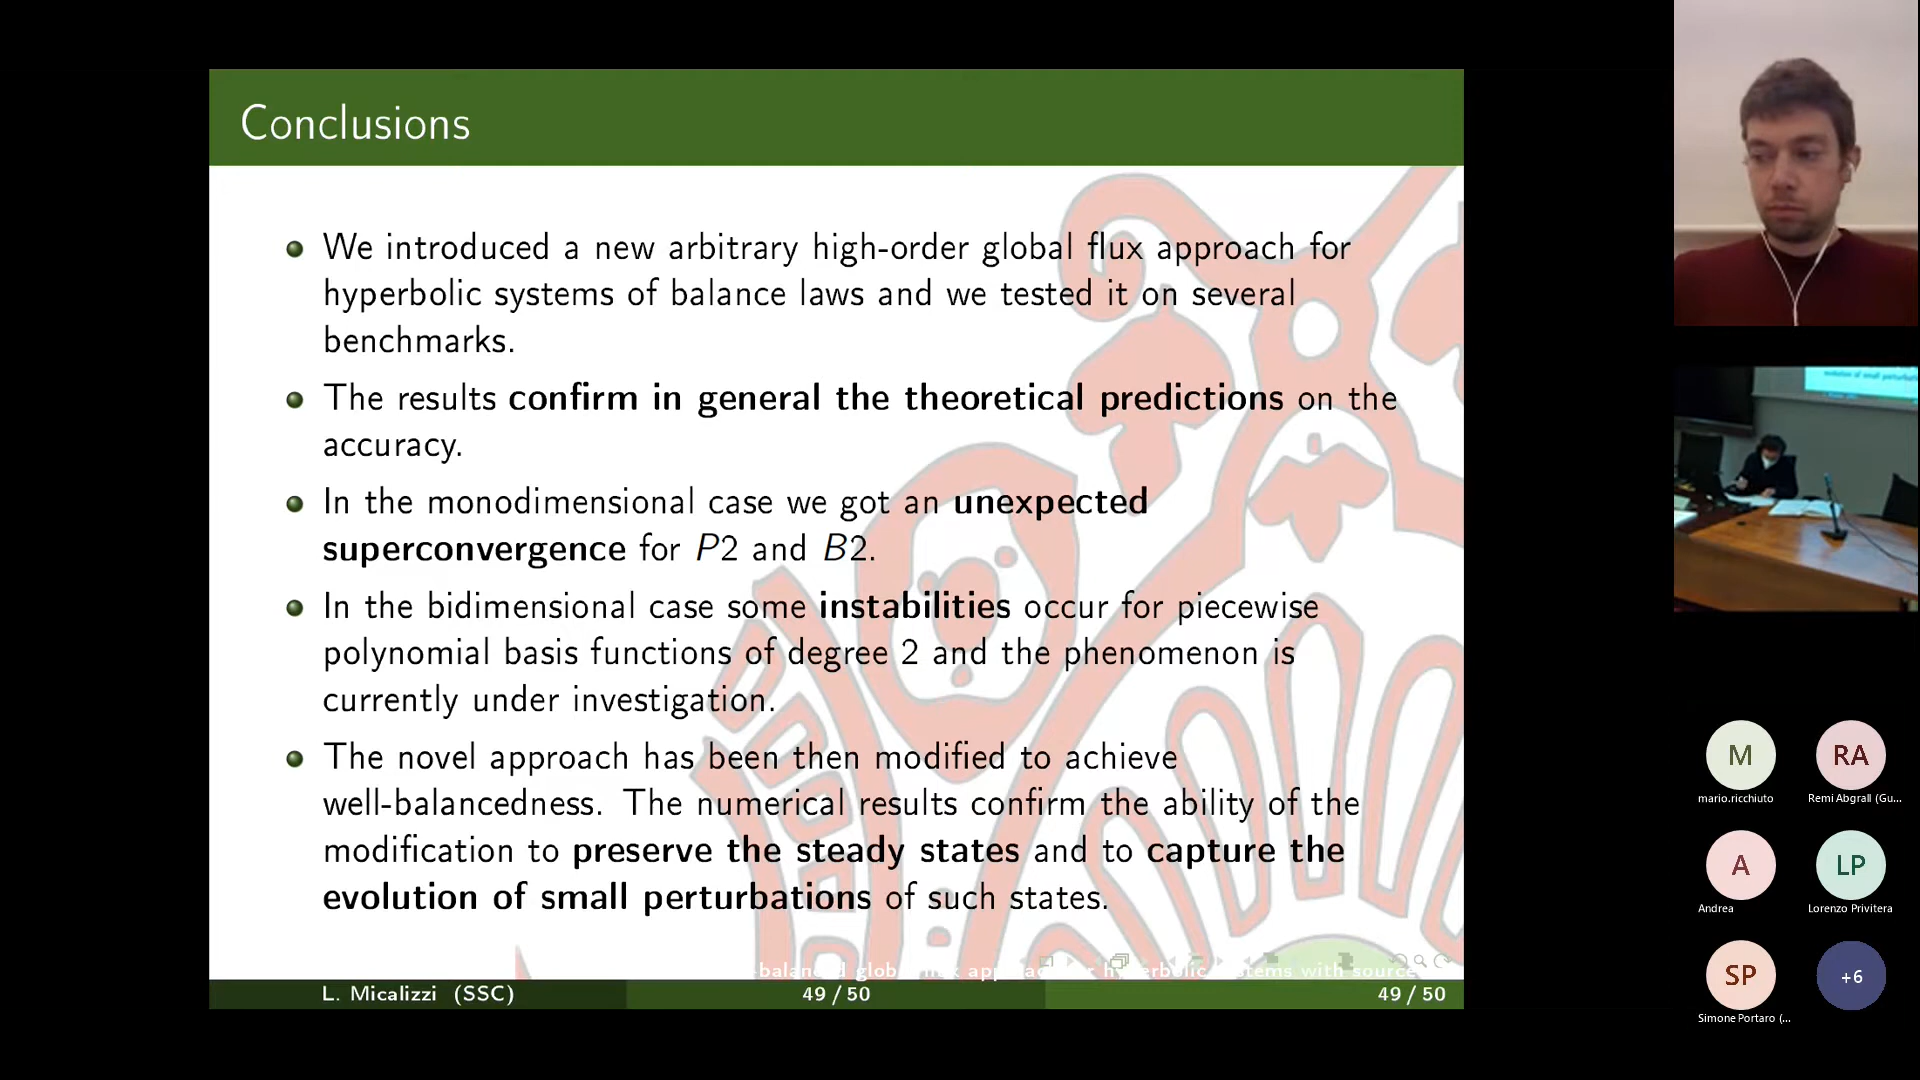 Conclusions
We introduced a new arbitrary high-order global flux approach for
hyperbolic systems of balance laws and we tested it on several
benchmarks.
The results confirm in general the theoretical predictions on the
accuracy.
In the monodimensional case we got an unexpected
superconvergence for P2 and B2.
In the bidimensional case some instabilities occur for piecewise
polynomial basis functions of degree 2 and the phenomenon is
currently under investigation.
The novel approach has been then modified to achieve
well-balancedness. The numerical results confirm the ability of the
modification to preserve the steady states and to capture the
evolution of small perturbations of such states.
L. Micalizzi (SSC)
49 / 50
49 / 50
M
mario.ricchiuto
RA
Remi Abgrall (Gu...
A
Andrea
LP
Lorenzo Privitera
SP
Simone Portaro (...
+6